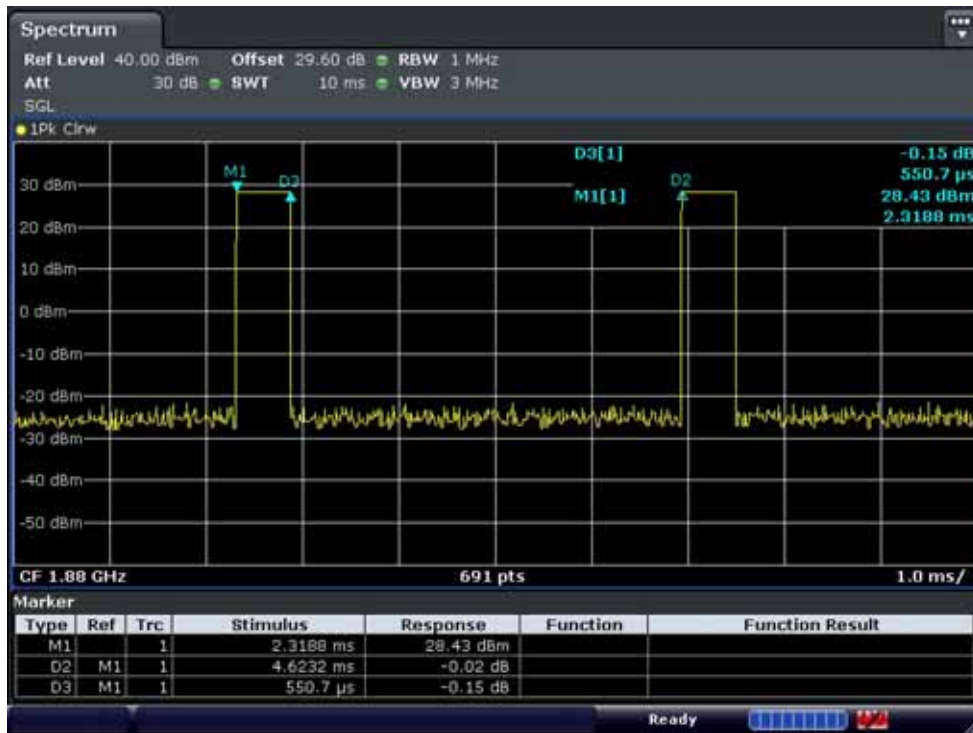 Spectrum
Ref Level 40.00 dBm Offset 29.60 dB RBW 1 MHz
Att 30 dB SWT 10 ms VBW 3 MHz
SGL
1Pk Clrw
D3[1] -0.15 dB
550.7 µs
M1[1] 28.43 dBm
2.3188 ms
M1
D3
D2
30 dBm
20 dBm
10 dBm
0 dBm
-10 dBm
-20 dBm
-30 dBm
-40 dBm
-50 dBm
CF 1.88 GHz 691 pts 1.0 ms/
Marker
Type Ref Trc Stimulus Response Function Function Result
M1 1 2.3188 ms 28.43 dBm
D2 M1 1 4.6232 ms -0.02 dB
D3 M1 1 550.7 µs -0.15 dB
Ready